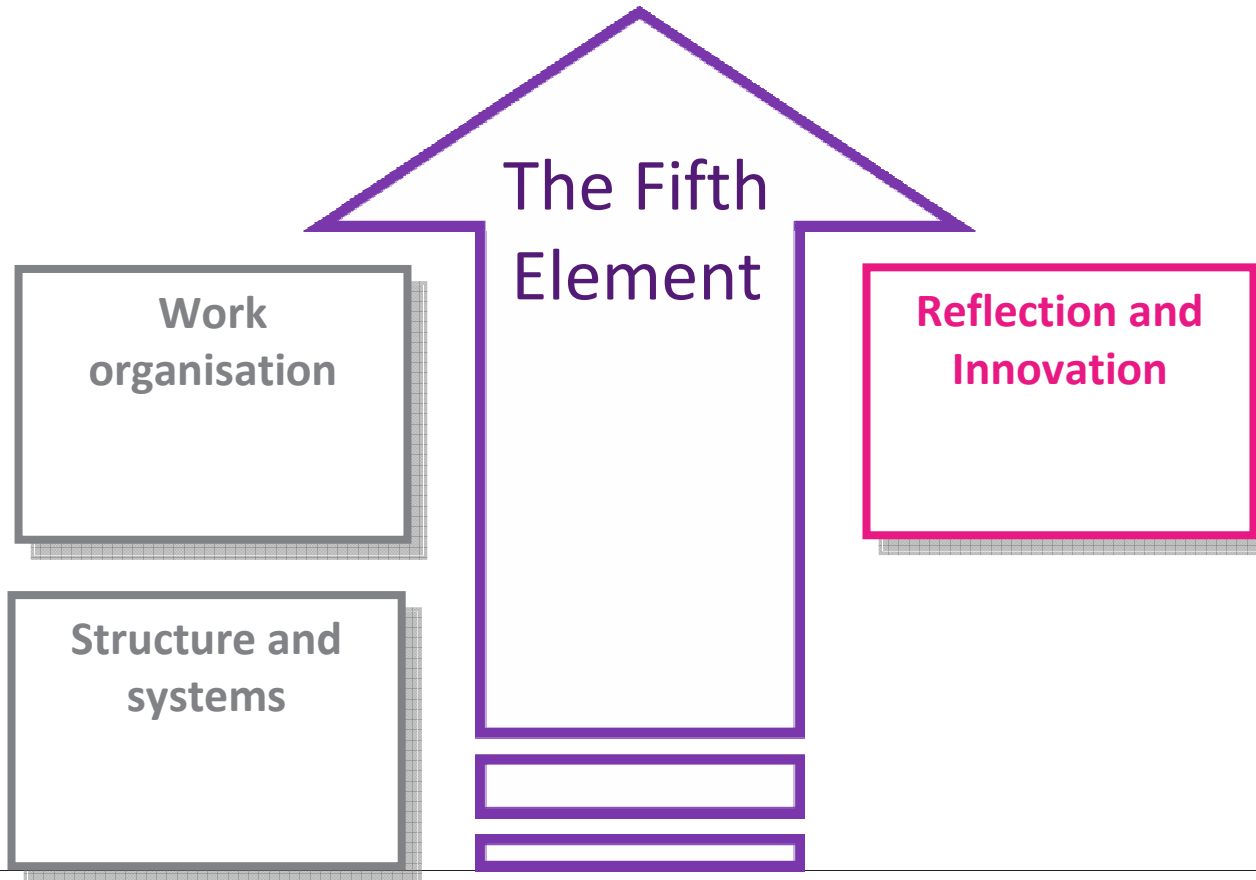 The Fifth
Element
Work
organisation
Reflection and
Innovation
Structure and
systems